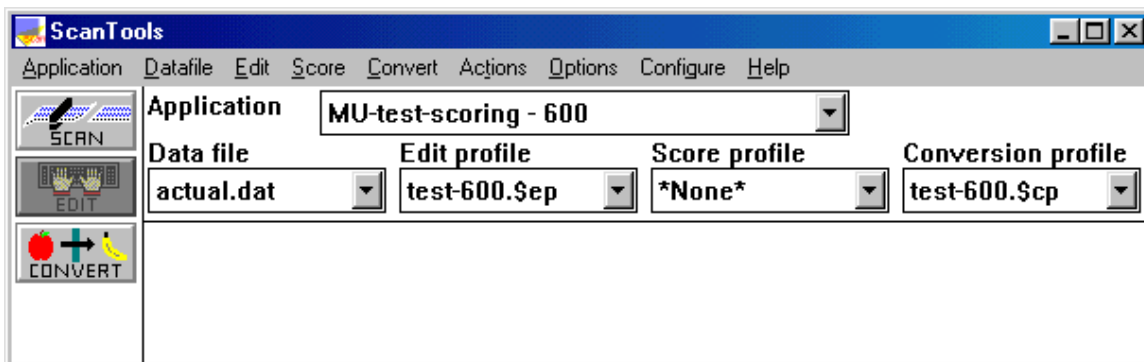 ScanTools
Application Datafile Edit Score Convert Actions Options Configure Help
SCAN
Application MU-test-scoring - 600
Data file Edit profile Score profile Conversion profile
EDIT
actual.dat test-600.$ep *None* test-600.$cp
CONVERT